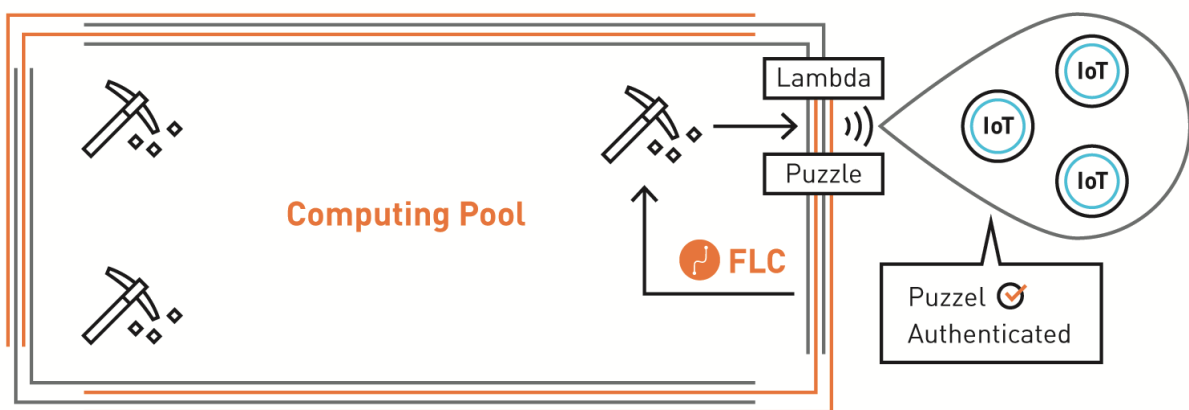 Lambda
IoT
IoT
Puzzle
IoT
Computing Pool
FLC
Puzzel
Authenticated